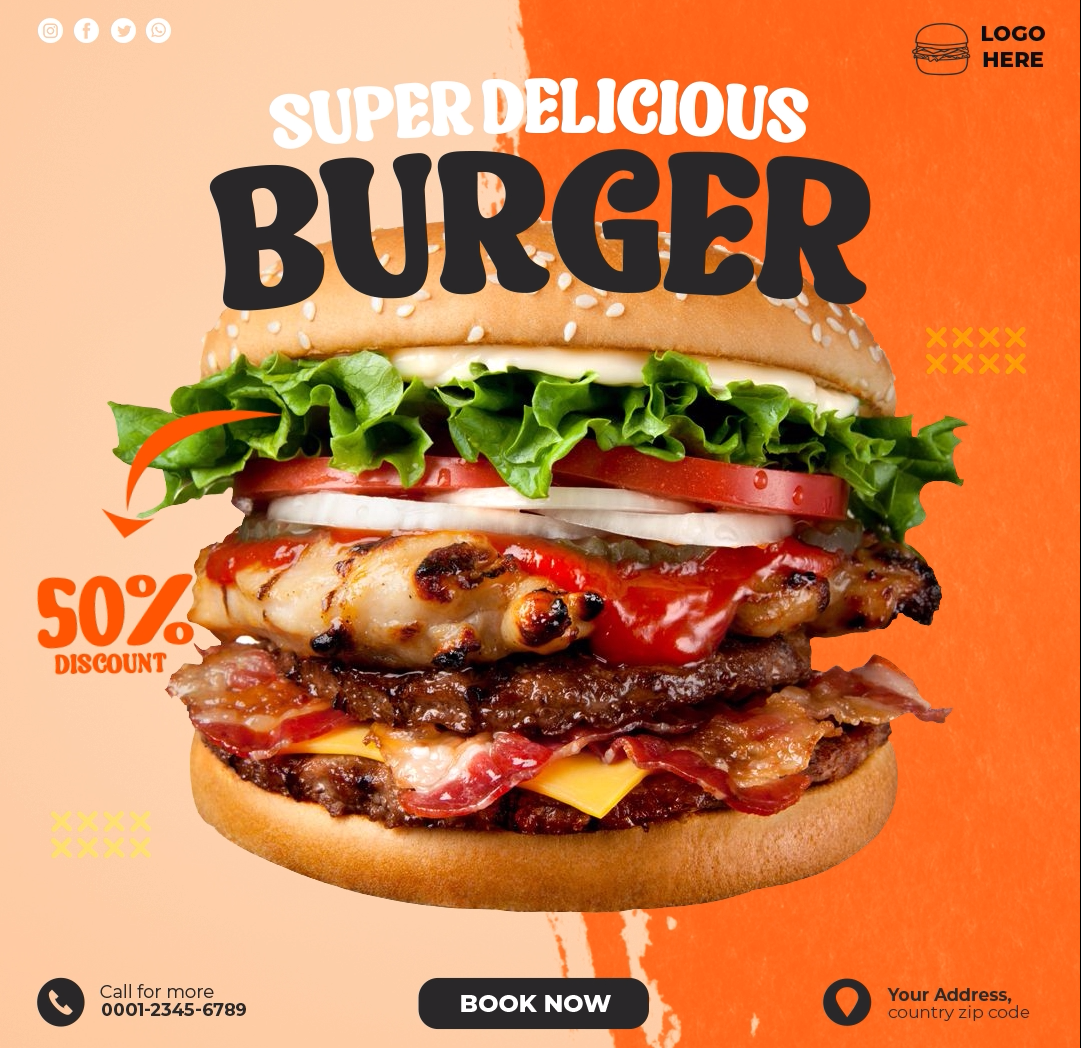 LOGO
HERE
SUPER DELICIOUS
BURGER
50%
DISCOUNT
Call for more
0001-2345-6789
BOOK NOW
Your Address,
country zip code